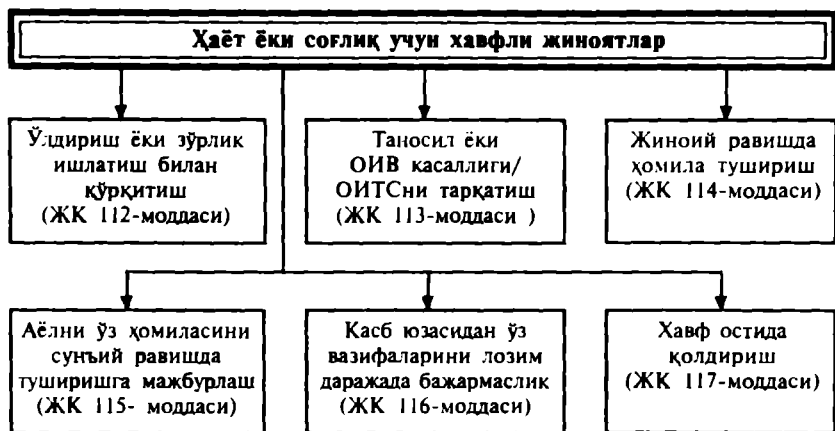 Ҳаёт ёки соғлиқ учун хавфли жиноятлар
Ўлдириш ёки зўрлик
ишлатиш билан
қўрқитиш
(ЖК 112-моддаси)
Таносил ёки
ОИВ касаллиги/
ОИТСни тарқатиш
(ЖК 113-моддаси )
Жиноий равишда
ҳомила тушириш
(ЖК 114-моддаси)
Аёлни ўз ҳомиласини
сунъий равишда
туширишга мажбурлаш
(ЖК 115- моддаси)
Касб юзасидан ўз
вазифаларини лозим
даражада бажармаслик
(ЖК 116-моддаси)
Хавф остида
қолдириш
(ЖК 117-моддаси)